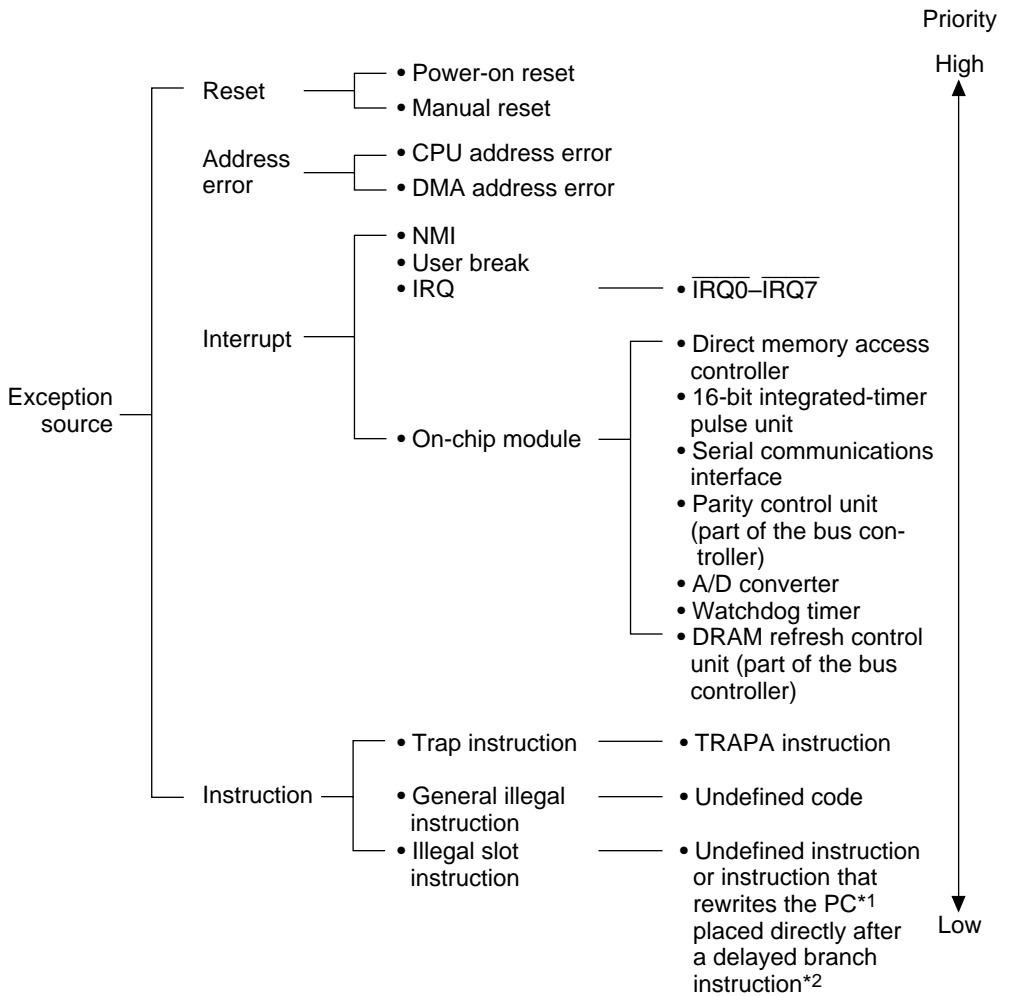 Priority
High
Reset
• Power-on reset
• Manual reset
Address
error
• CPU address error
• DMA address error
Interrupt
• NMI
• User break
• IRQ
• IRQ0–IRQ7
• On-chip module
• Direct memory access
controller
• 16-bit integrated-timer
pulse unit
• Serial communications
interface
• Parity control unit
(part of the bus con-
troller)
• A/D converter
• Watchdog timer
• DRAM refresh control
unit (part of the bus
controller)
Exception
source
Instruction
• Trap instruction
• TRAPA instruction
• General illegal
instruction
• Undefined code
• Illegal slot
instruction
• Undefined instruction
or instruction that
rewrites the PC*1
placed directly after
a delayed branch
instruction*2
Low